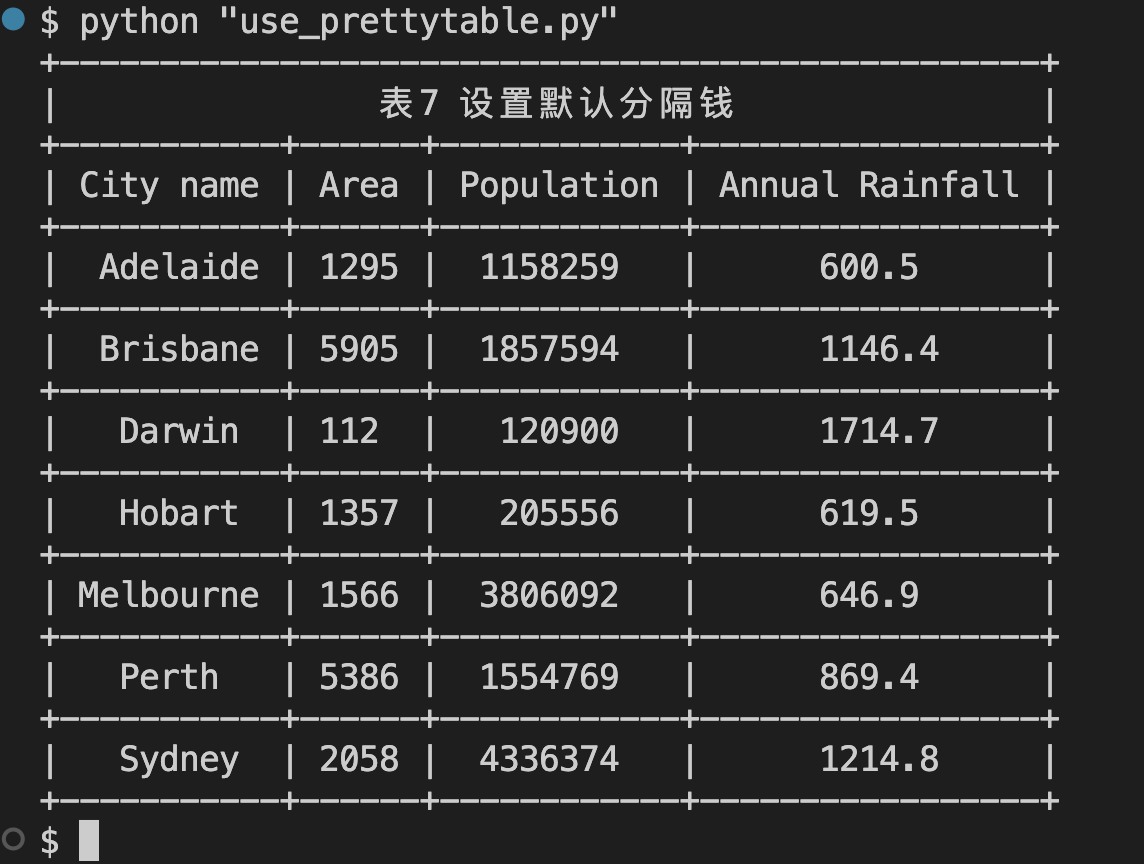 $ python "use_prettytable.py"
+-------------------------------------------------+
| 表7 设置默认分隔钱 |
+-----------+------+------------+-----------------+
| City name | Area | Population | Annual Rainfall |
+-----------+------+------------+-----------------+
| Adelaide | 1295 | 1158259 | 600.5 |
+-----------+------+------------+-----------------+
| Brisbane | 5905 | 1857594 | 1146.4 |
+-----------+------+------------+-----------------+
| Darwin | 112 | 120900 | 1714.7 |
+-----------+------+------------+-----------------+
| Hobart | 1357 | 205556 | 619.5 |
+-----------+------+------------+-----------------+
| Melbourne | 1566 | 3806092 | 646.9 |
+-----------+------+------------+-----------------+
| Perth | 5386 | 1554769 | 869.4 |
+-----------+------+------------+-----------------+
| Sydney | 2058 | 4336374 | 1214.8 |
+-----------+------+------------+-----------------+
$